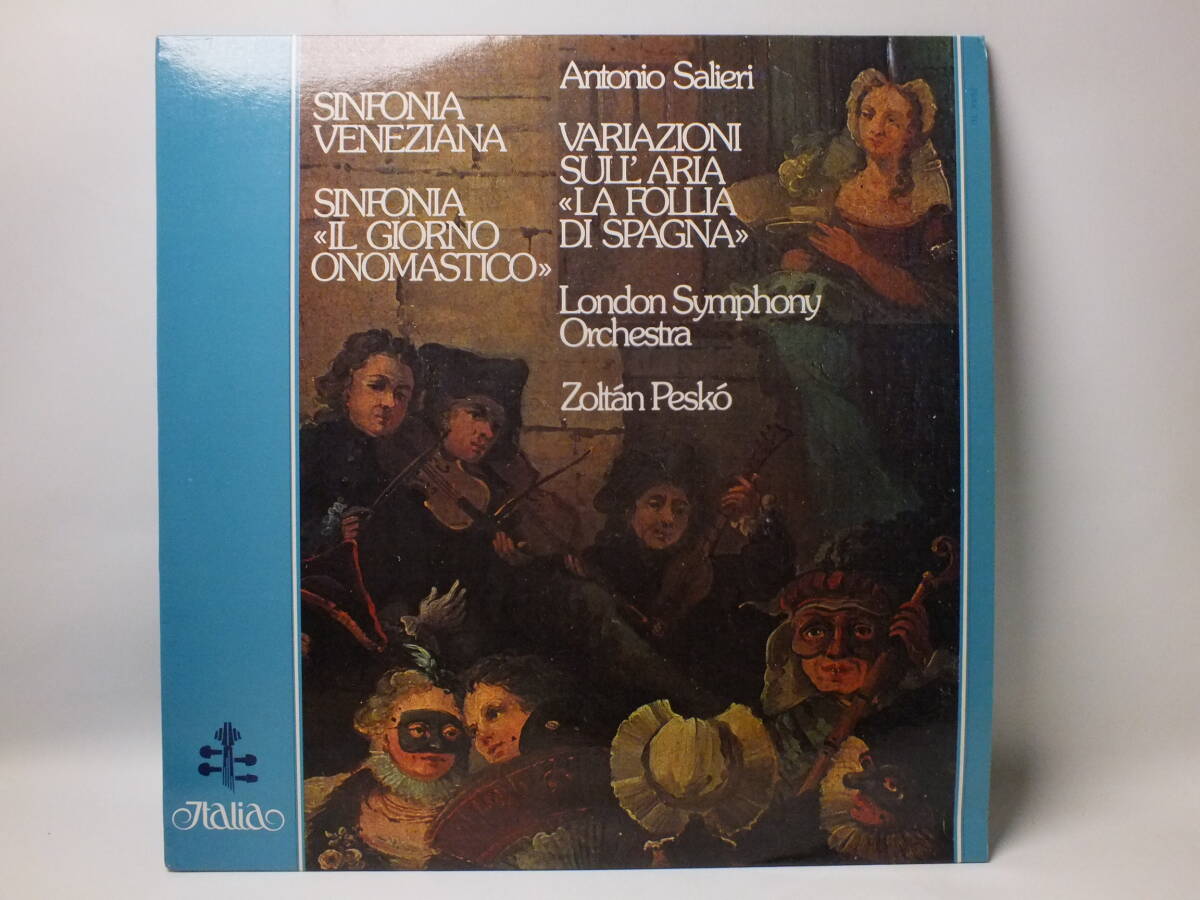 SINFONIA
VENEZIANA
SINFONIA
«IL GIORNO
ONOMASTICO»
Antonio Salieri
VARIAZIONI
SULL' ARIA
«LA FOLLIA
DI SPAGNA»
London Symphony
Orchestra
Zoltán Peskó
Italia